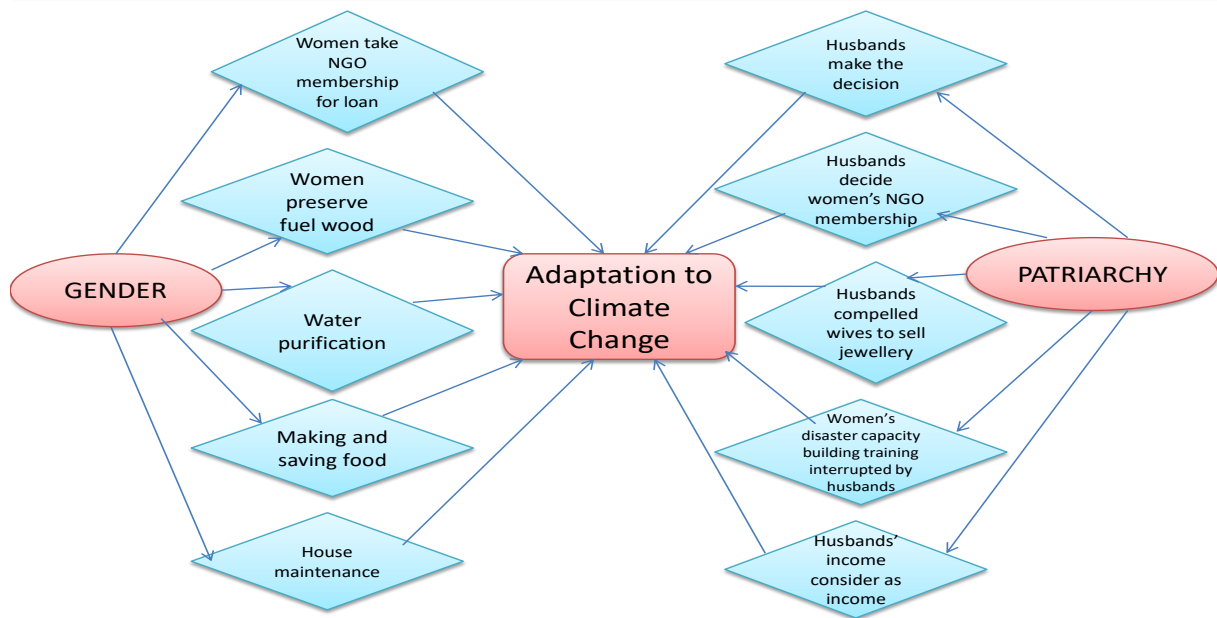 Women take
NGO
membership
for loan
Women
preserve
fuel wood
GENDER
Water
purification
Making and
saving food
House
maintenance
Adaptation to
Climate
Change
Husbands
make the
decision
Husbands
decide
women's NGO
membership
PATRIARCHY
Husbands
compelled
wives to sell
jewellery
Women's
disaster capacity
building training
interrupted by
husbands
Husbands'
income
consider as
income